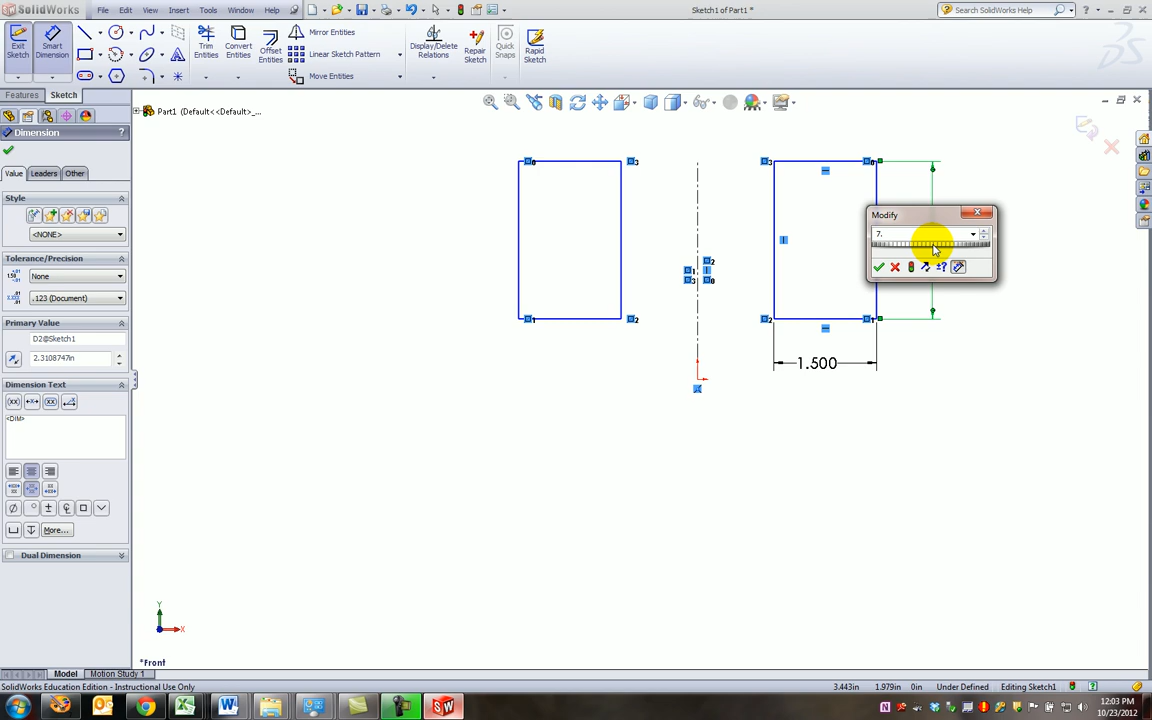 SolidWorks File Edit View Insert Tools Window Help Sketch1 of Part1 * Search SolidWorks Help
Exit Sketch
Smart Dimension
Trim Entities
Convert Entities
Offset Entities
Mirror Entities
Linear Sketch Pattern
Move Entities
Display/Delete Relations
Repair Sketch
Quick Snaps
Rapid Sketch
Features Sketch
Part1 (Default<<Default>_...
Dimension ?
Value Leaders Other
Style
<NONE>
Tolerance/Precision
None
.123 (Document)
Primary Value
D2@Sketch1
2.3108747in
Dimension Text
<DIM>
More...
Dual Dimension
Modify
7.
1.500
Y
X
*Front
Model Motion Study 1
SolidWorks Education Edition - Instructional Use Only 3.443in 1.979in 0in Under Defined Editing Sketch1
12:03 PM
10/23/2012